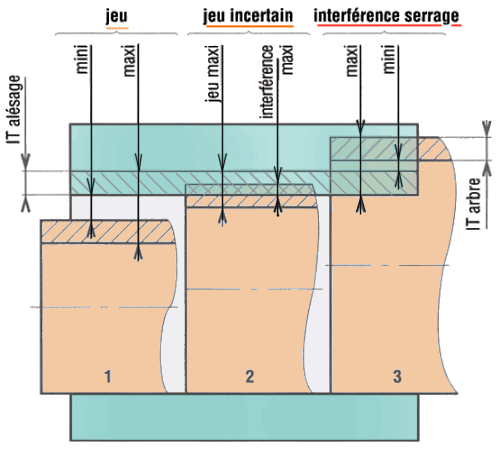 jeu
jeu incertain
interférence serrage
mini
maxi
jeu maxi
interférence
maxi
maxi
mini
IT alésage
IT arbre
1
2
3